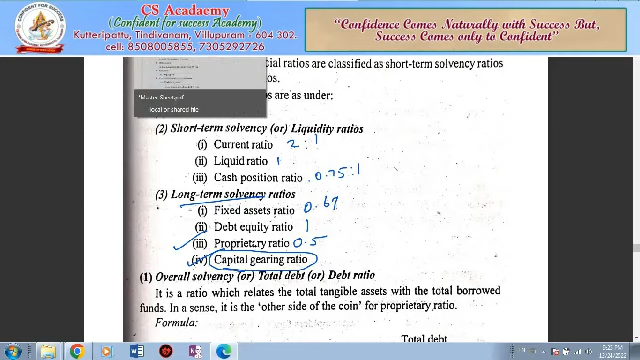 CS Acadaemy
(Confident for success Academy)
Kutteripattu, Tindivanam, Villupuram - 604 302.
cell: 8508005855, 7305292726
"Confidence Comes Naturally with Success But,
Success Comes only to Confident"
cial ratios are classified as short-term solvency ratios
os.
os are as under:
local or shared file
(2) Short-term solvency (or) Liquidity ratios
(i) Current ratio 2:1
(ii) Liquid ratio 1
(iii) Cash position ratio 0.75:1
(3) Long-term solvency ratios
(i) Fixed assets ratio 0.67
(ii) Debt equity ratio 1
(iii) Proprietary ratio 0.5
(iv) Capital gearing ratio
(1) Overall solvency (or) Total debt (or) Debt ratio
It is a ratio which relates the total tangible assets with the total borrowed
funds. In a sense, it is the 'other side of the coin' for proprietary ratio.
Formula:
Total debt